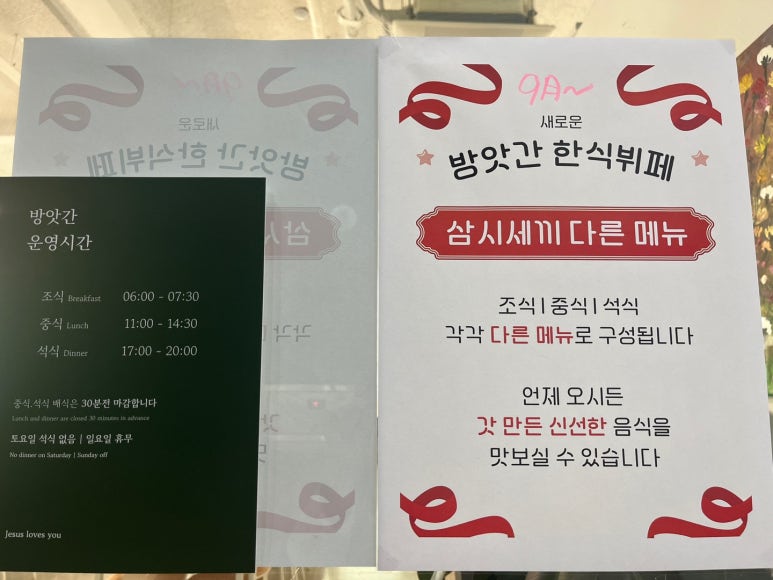 방앗간
운영시간
조식 Breakfast 06:00 - 07:30
중식 Lunch 11:00 - 14:30
석식 Dinner 17:00 - 20:00
중식.석식 배식은 30분전 마감합니다
Lunch and dinner are closed 30 minutes in advance
토요일 석식 없음 | 일요일 휴무
No dinner on Saturday | Sunday off
Jesus loves you
새로운
방앗간 한식뷔페
삼시세끼 다른 메뉴
조식 | 중식 | 석식
각각 다른 메뉴로 구성됩니다
언제 오시든
갓 만든 신선한 음식을
맛보실 수 있습니다